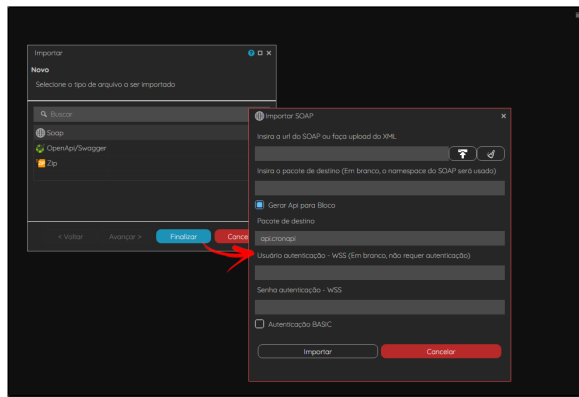 Importar
Novo
Selecione o tipo de arquivo a ser importado
Buscar
Soap
OpenApi/Swagger
Zip
< Voltar
Avançar >
Finalizar
Cance
Importar SOAP
Insira a url do SOAP ou faça upload do XML
Insira o pacote de destino (Em branco, o namespace do SOAP será usado)
Gerar Api para Bloco
Pacote de destino
api.cronapi
Usuário autenticação - WSS (Em branco, não requer autenticação)
Senha autenticação - WSS
Autenticação BASIC
Importar
Cancelar